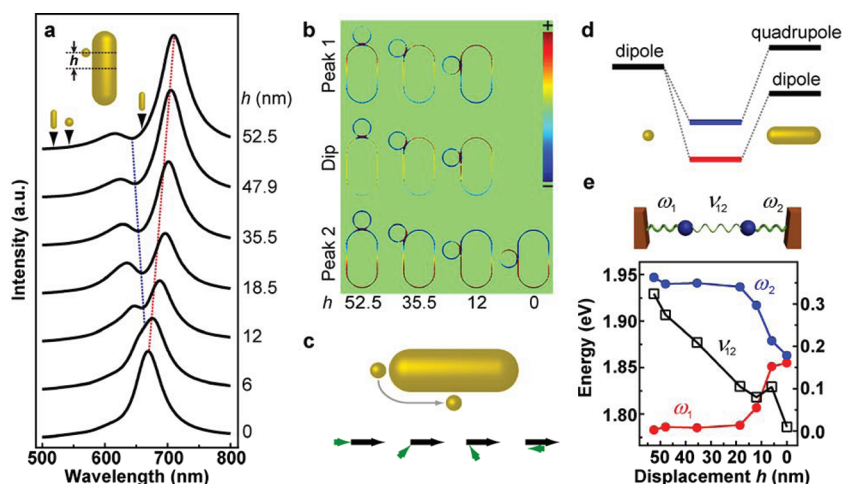 a
h
h (nm)
52.5
47.9
35.5
18.5
12
6
0
Intensity (a.u.)
500 600 700 800
Wavelength (nm)
b
Peak 1
Dip
Peak 2
+
−
h 52.5 35.5 12 0
c
d
dipole
quadrupole
dipole
e
ω1 ν12 ω2
Energy (eV)
1.95
1.90
1.85
1.80
ω2
ν12
ω1
0.3
0.2
0.1
0.0
50 40 30 20 10 0
Displacement h (nm)